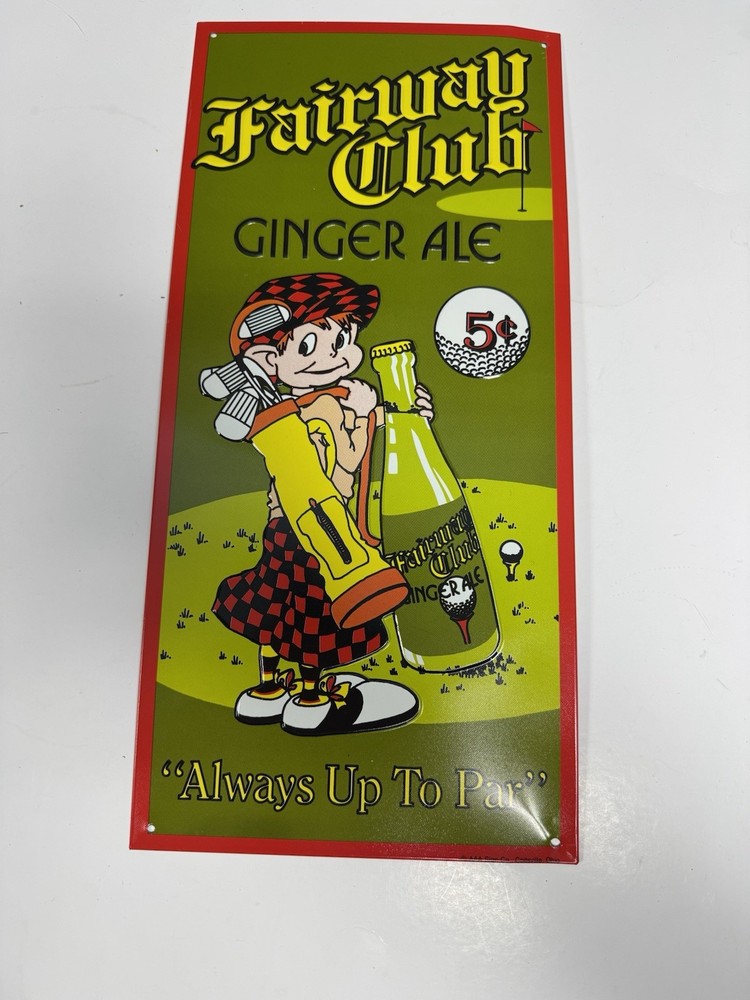 Fairway
Club
GINGER ALE
5¢
Fairway
Club
GINGER ALE
“Always Up To Par”